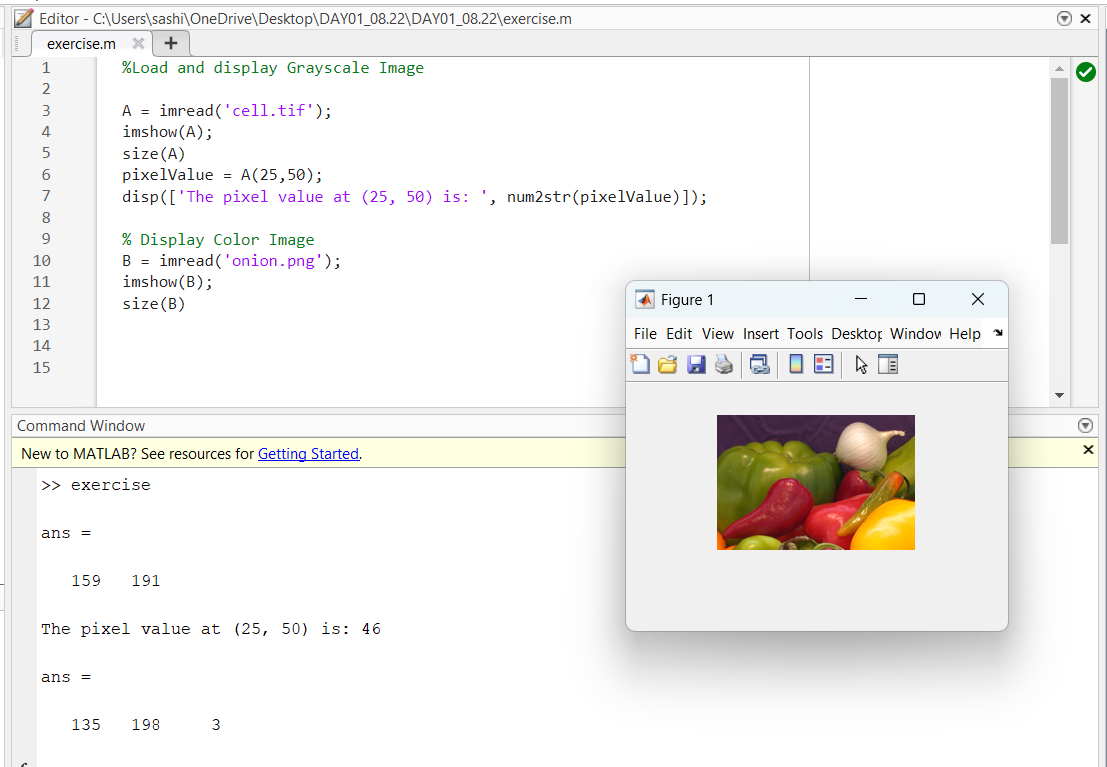 Editor - C:\Users\sashi\OneDrive\Desktop\DAY01_08.22\DAY01_08.22\exercise.m
exercise.m
1 %Load and display Grayscale Image
2
3 A = imread('cell.tif');
4 imshow(A);
5 size(A)
6 pixelValue = A(25,50);
7 disp(['The pixel value at (25, 50) is: ', num2str(pixelValue)]);
8
9 % Display Color Image
10 B = imread('onion.png');
11 imshow(B);
12 size(B)
13
14
15
Figure 1
File Edit View Insert Tools Desktop Window Help
Command Window
New to MATLAB? See resources for Getting Started.
>> exercise
ans =
159 191
The pixel value at (25, 50) is: 46
ans =
135 198 3